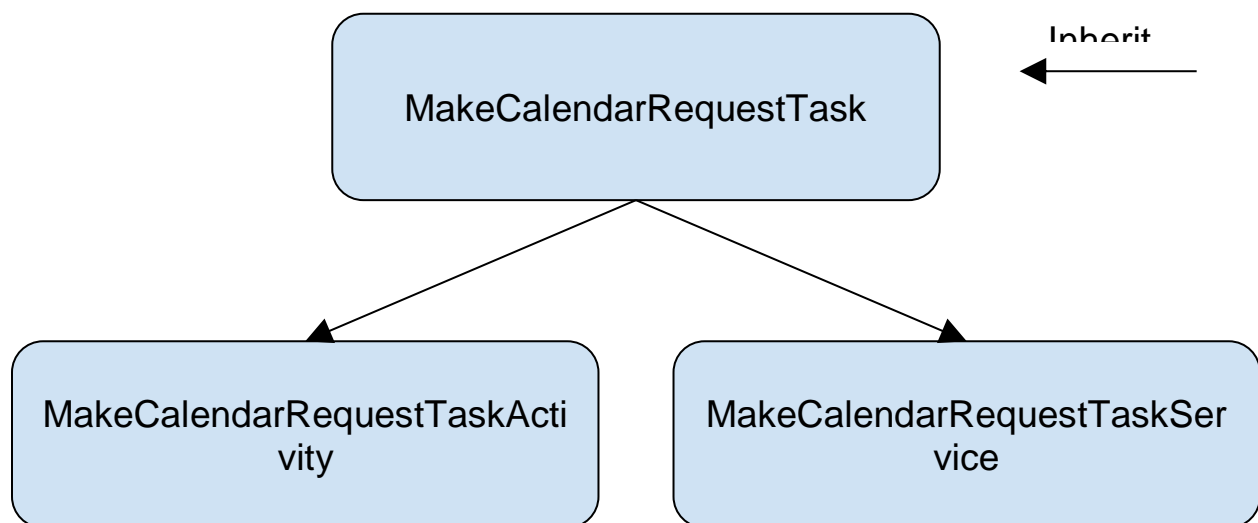 Inherit
MakeCalendarRequestTask
MakeCalendarRequestTaskActi
vity
MakeCalendarRequestTaskSer
vice